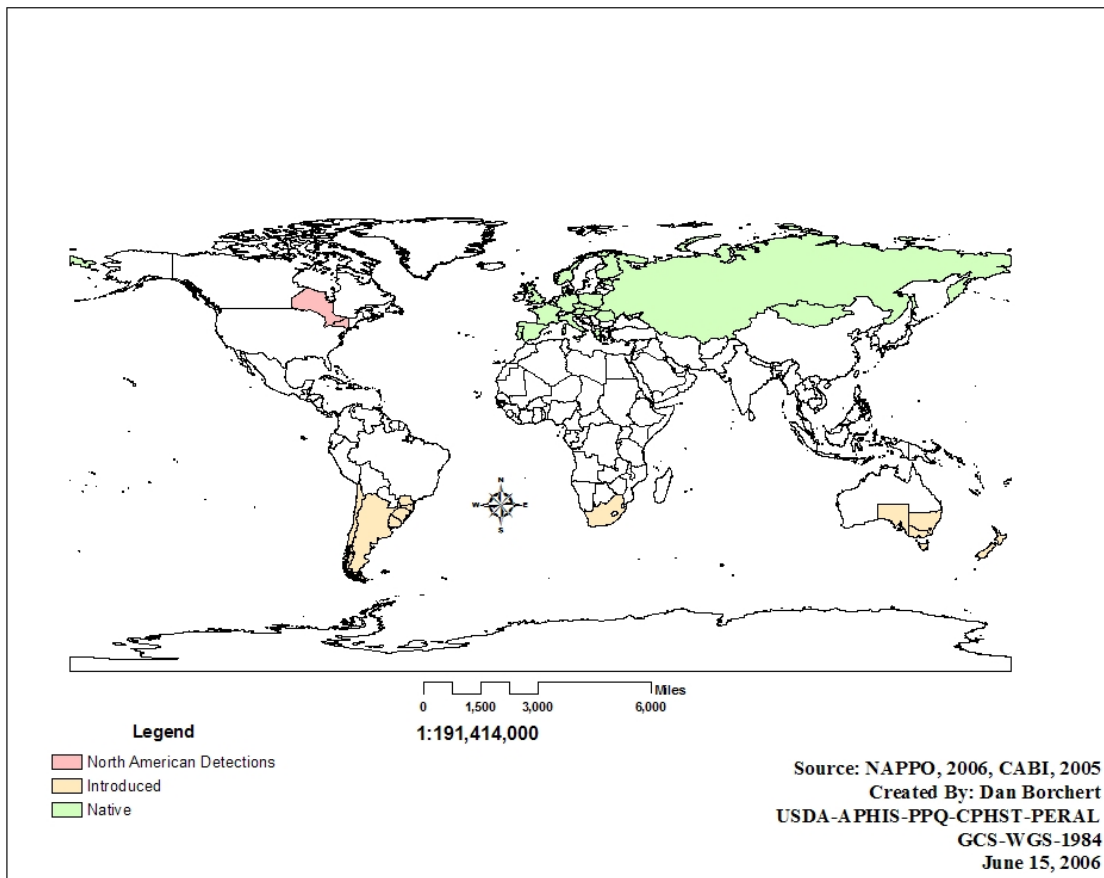 N
W E
S
Miles
0 1,500 3,000 6,000
1:191,414,000
Legend
North American Detections
Introduced
Native
Source: NAPPO, 2006, CABI, 2005
Created By: Dan Borchert
USDA-APHIS-PPQ-CPHST-PERAL
GCS-WGS-1984
June 15, 2006